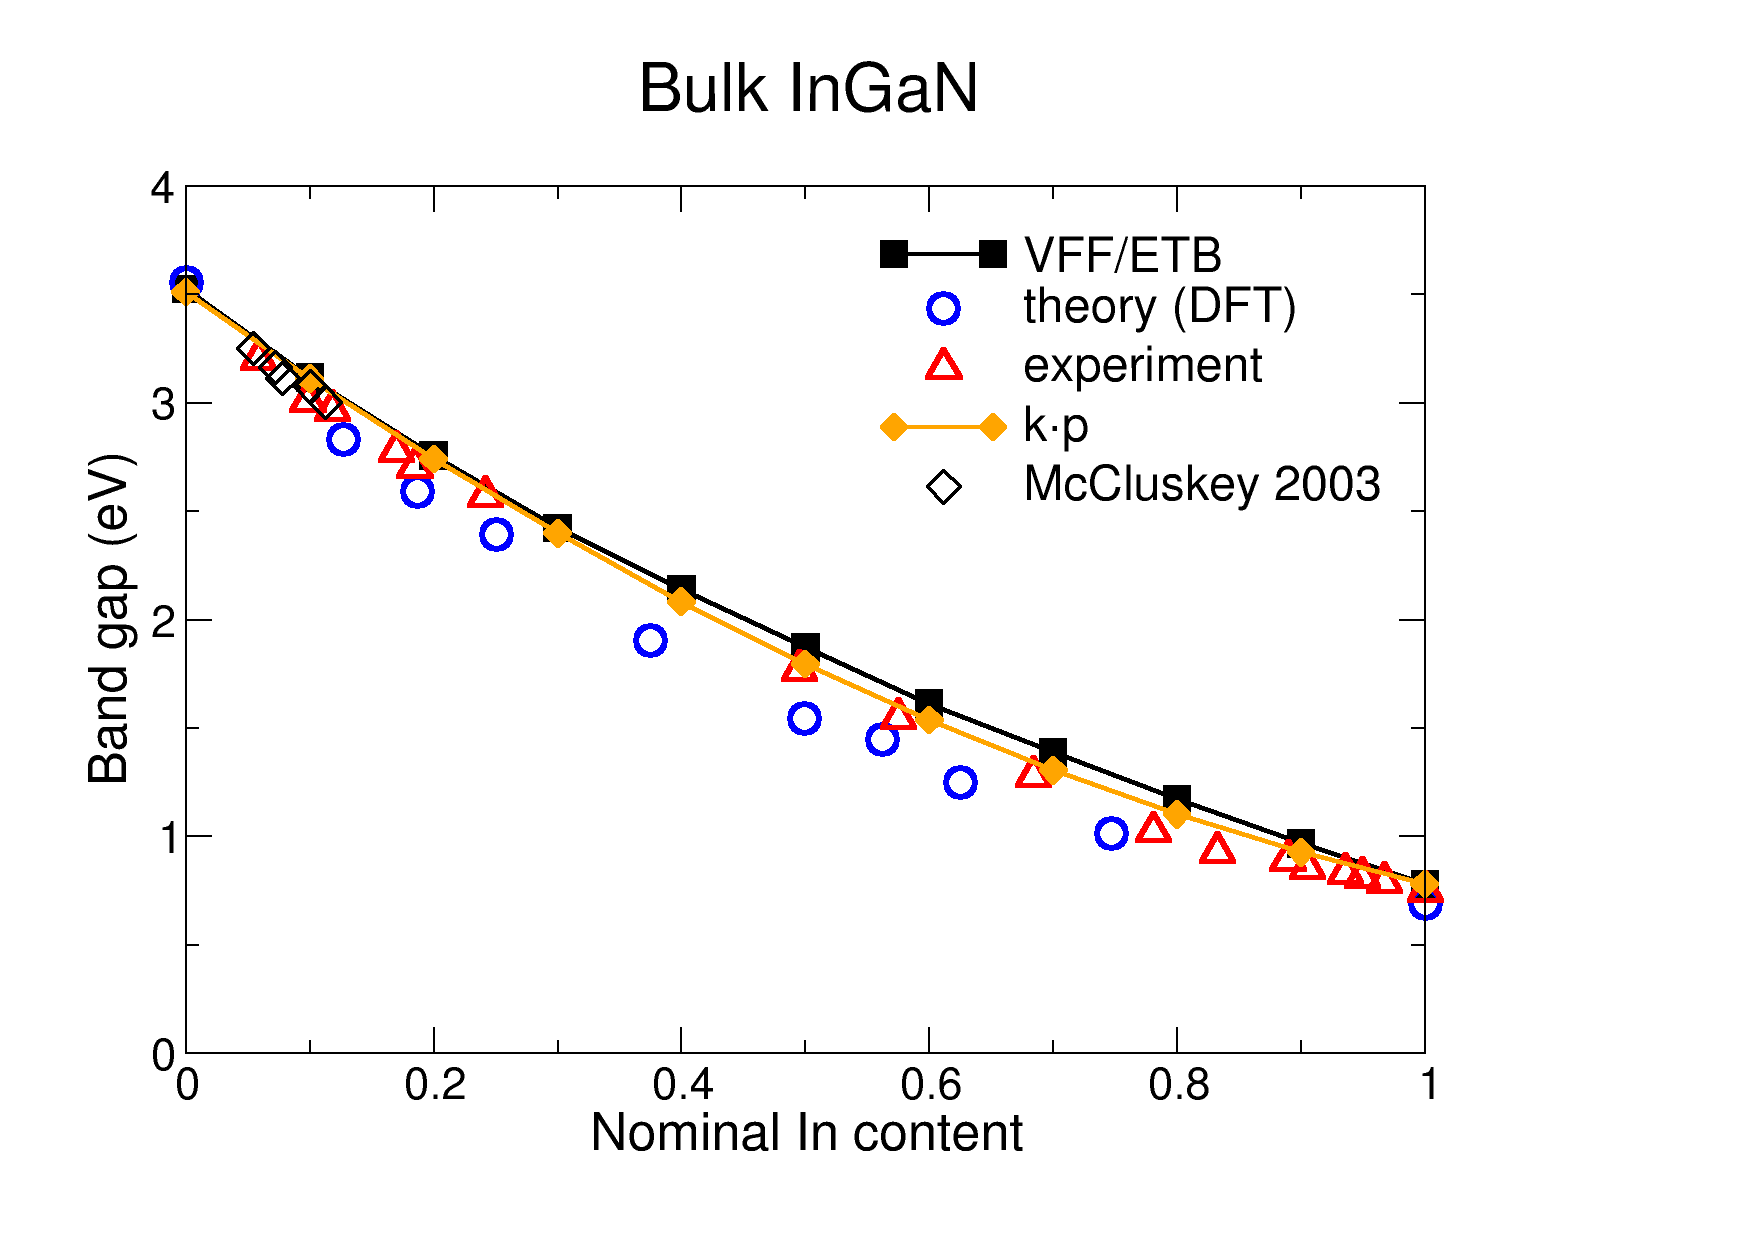 Bulk InGaN
4
3
2
1
0
Band gap (eV)
VFF/ETB
theory (DFT)
experiment
k·p
McCluskey 2003
0 0.2 0.4 0.6 0.8 1
Nominal In content